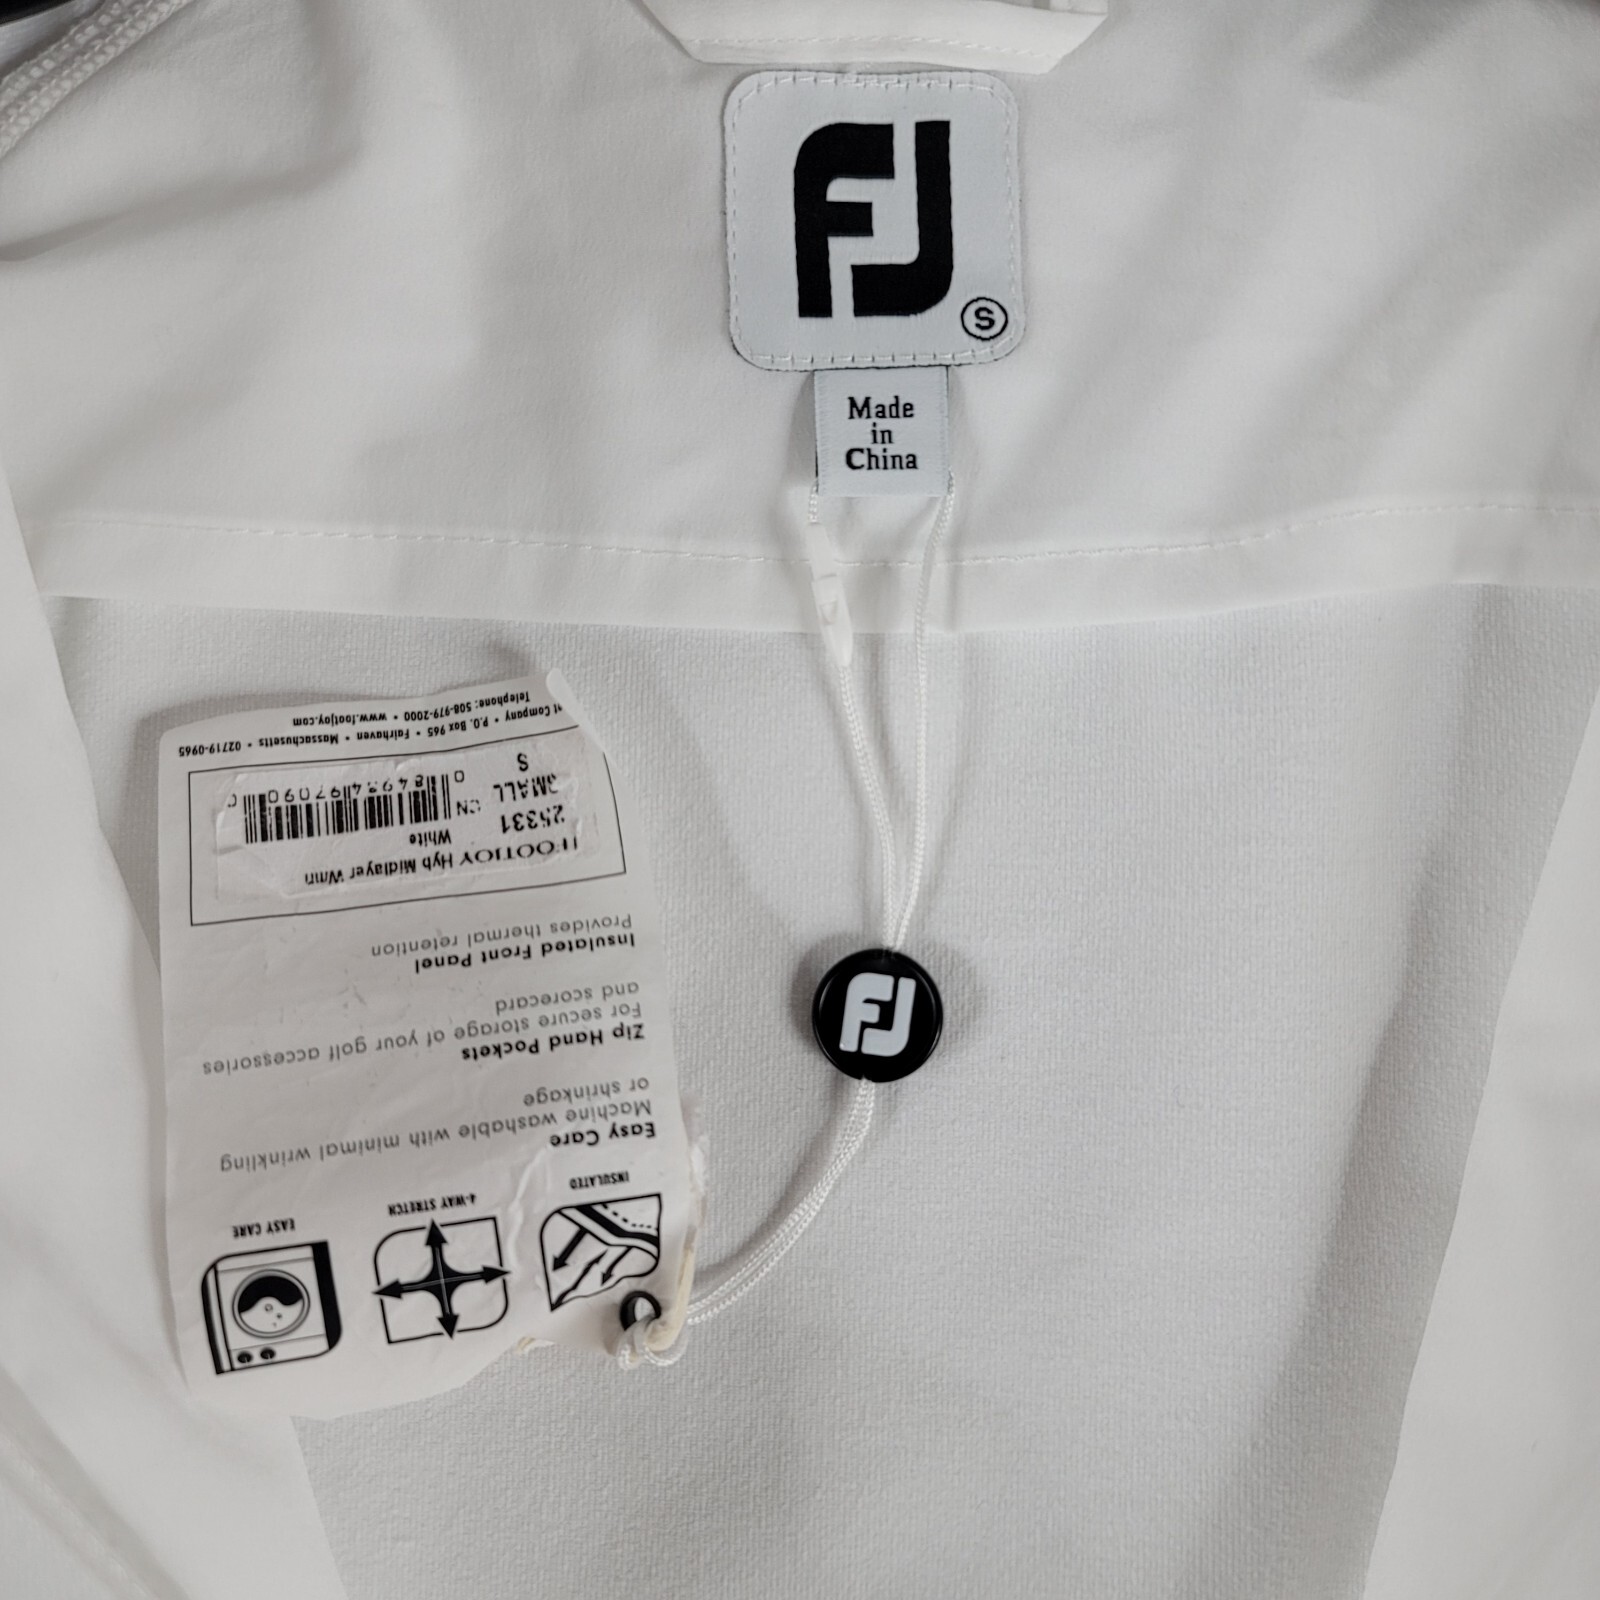 FJ
S
Made
in
China
FJ
INSULATED
4-WAY STRETCH
EASY CARE
Easy Care
Machine washable with minimal wrinkling
or shrinkage
Zip Hand Pockets
For secure storage of your golf accessories
and scorecard
Insulated Front Panel
Provides thermal retention
FOOTJOY Hyb Midlayer Wmn
White
25331
CN
SMALL
S
Company • P.O. Box 965 • Fairhaven • Massachusetts • 02719-0965
Telephone: 508-979-2000 • www.footjoy.com